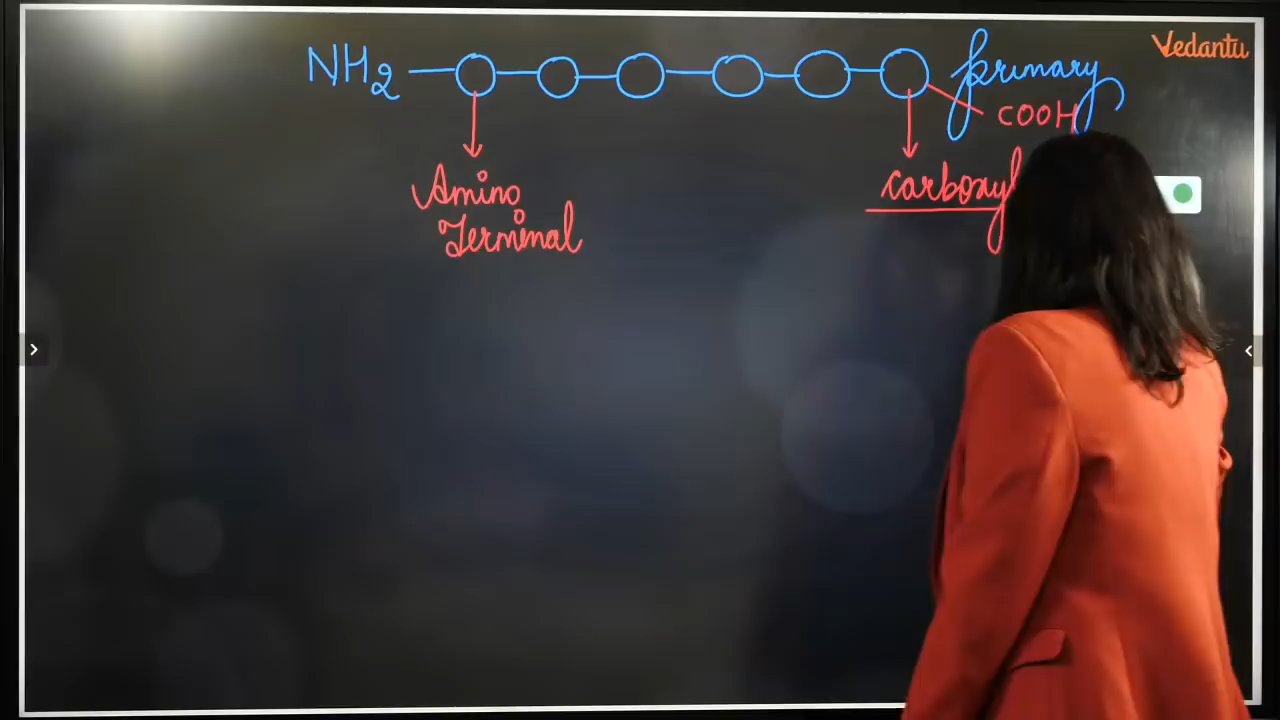 Vedantu
NH2 primary
COOH
Amino
Terminal
carboxyl